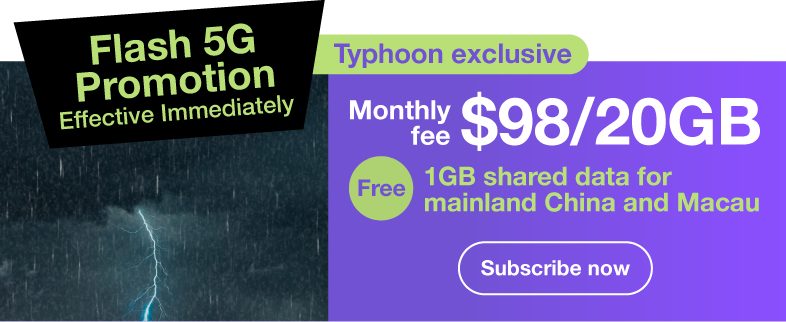 Flash 5G
Promotion
Effective Immediately
Typhoon exclusive
Monthly
fee
$98/20GB
Free
1GB shared data for
mainland China and Macau
Subscribe now